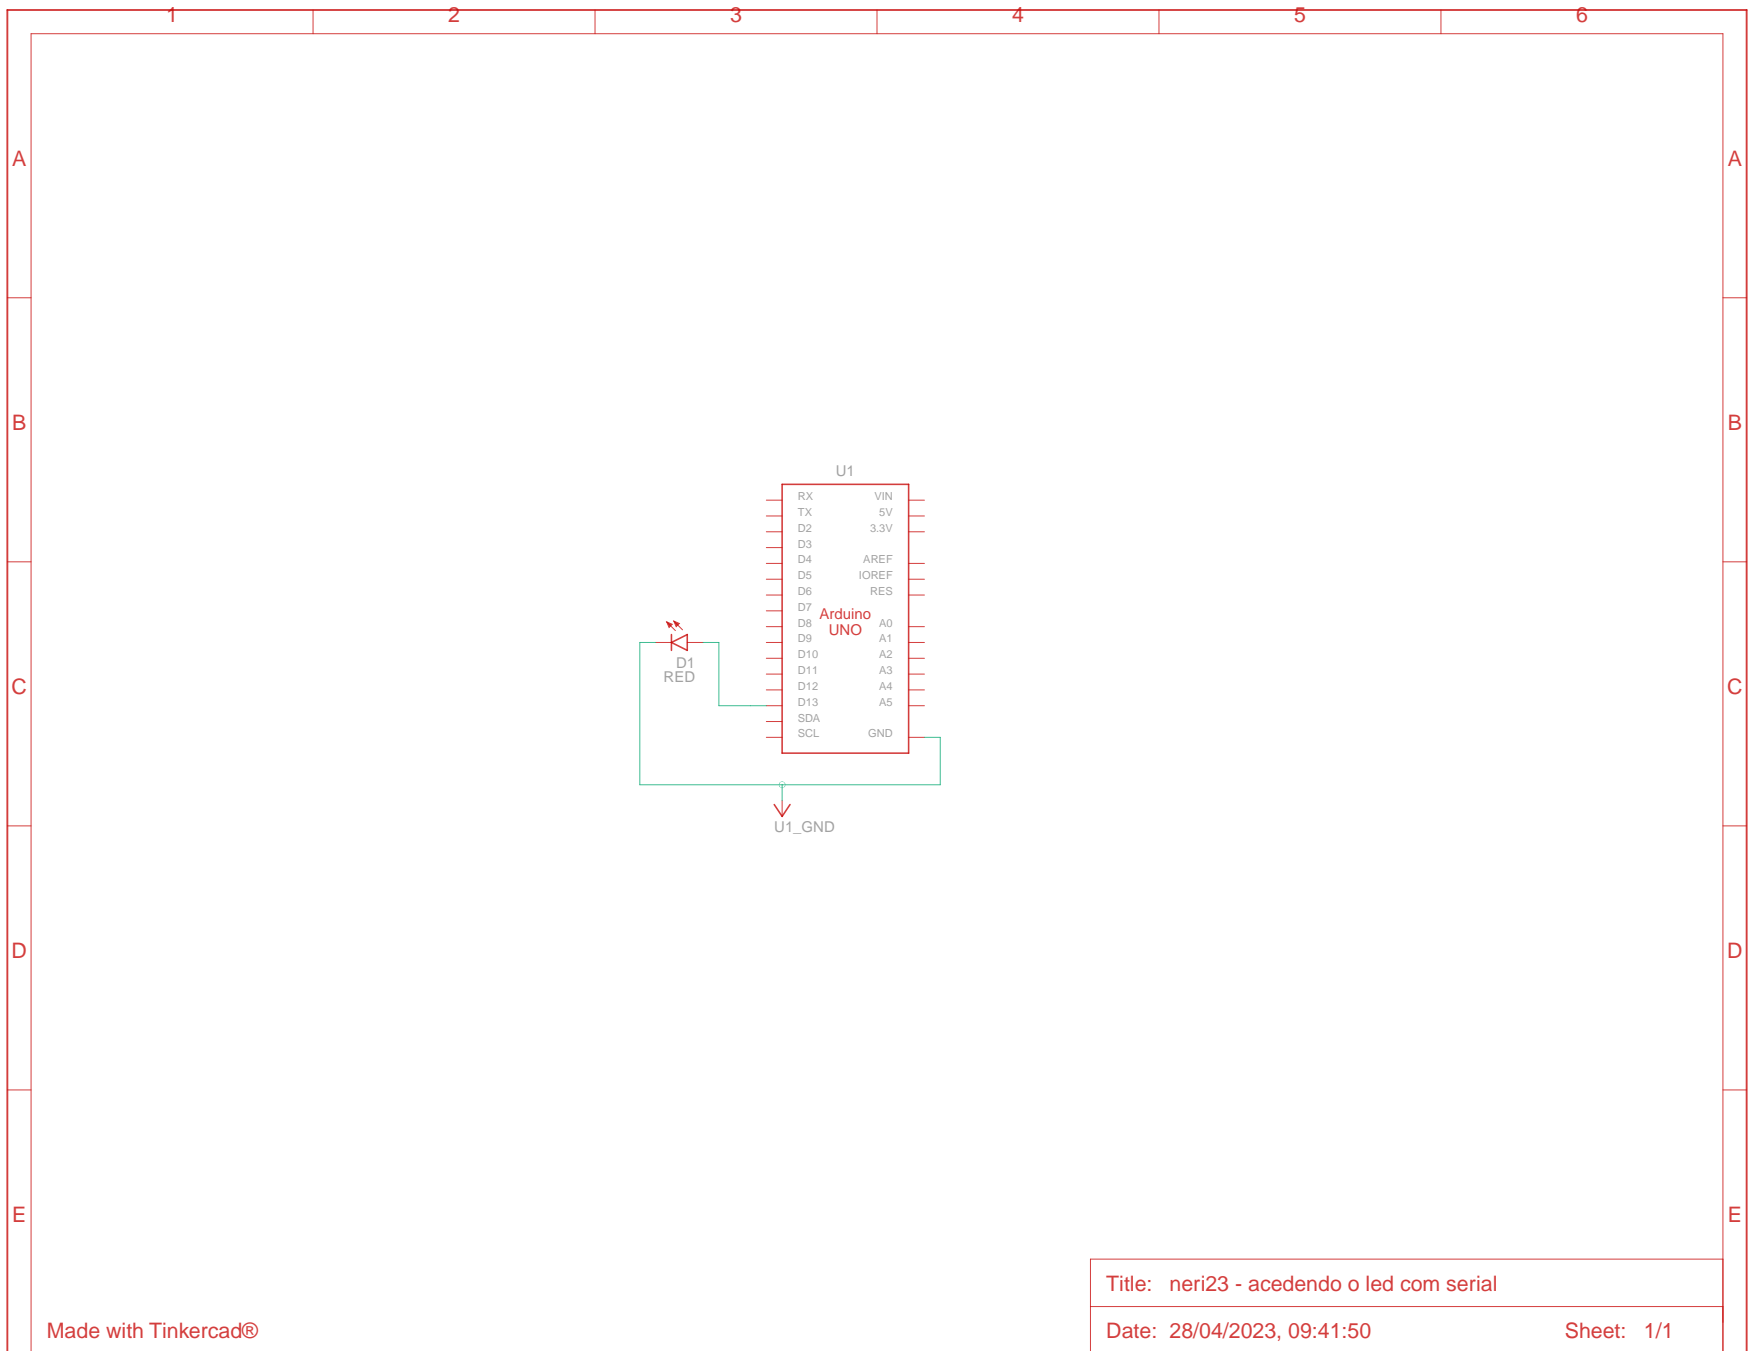 1 2 3 4 5 6
A A
B B
U1
RX VIN
TX 5V
D2 3.3V
D3
D4 AREF
D5 IOREF
D6 RES
D7
Arduino
UNO
D8 A0
D9 A1
D10 A2
D11 A3
D12 A4
D13 A5
SDA
SCL GND
D1
RED
C C
U1_GND
D D
E E
Title: neri23 - acedendo o led com serial
Made with Tinkercad®
Date: 28/04/2023, 09:41:50 Sheet: 1/1